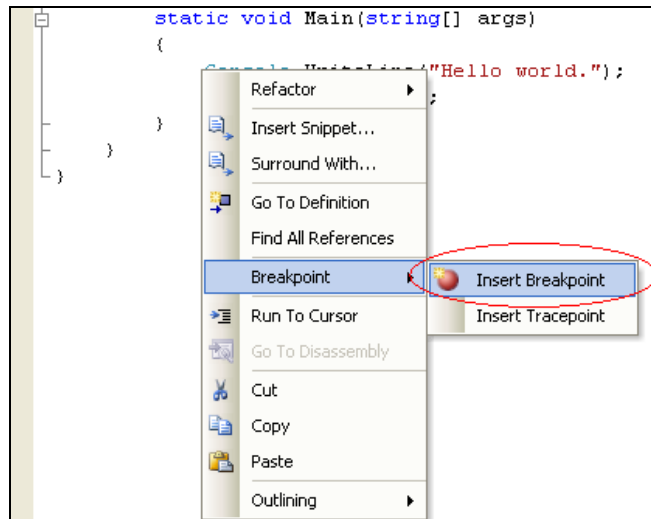 static void Main(string[] args)
{
"Hello world.");
Refactor
;
}
Insert Snippet...
}
Surround With...
}
Go To Definition
Find All References
Breakpoint
Insert Breakpoint
Run To Cursor
Insert Tracepoint
Go To Disassembly
Cut
Copy
Paste
Outlining